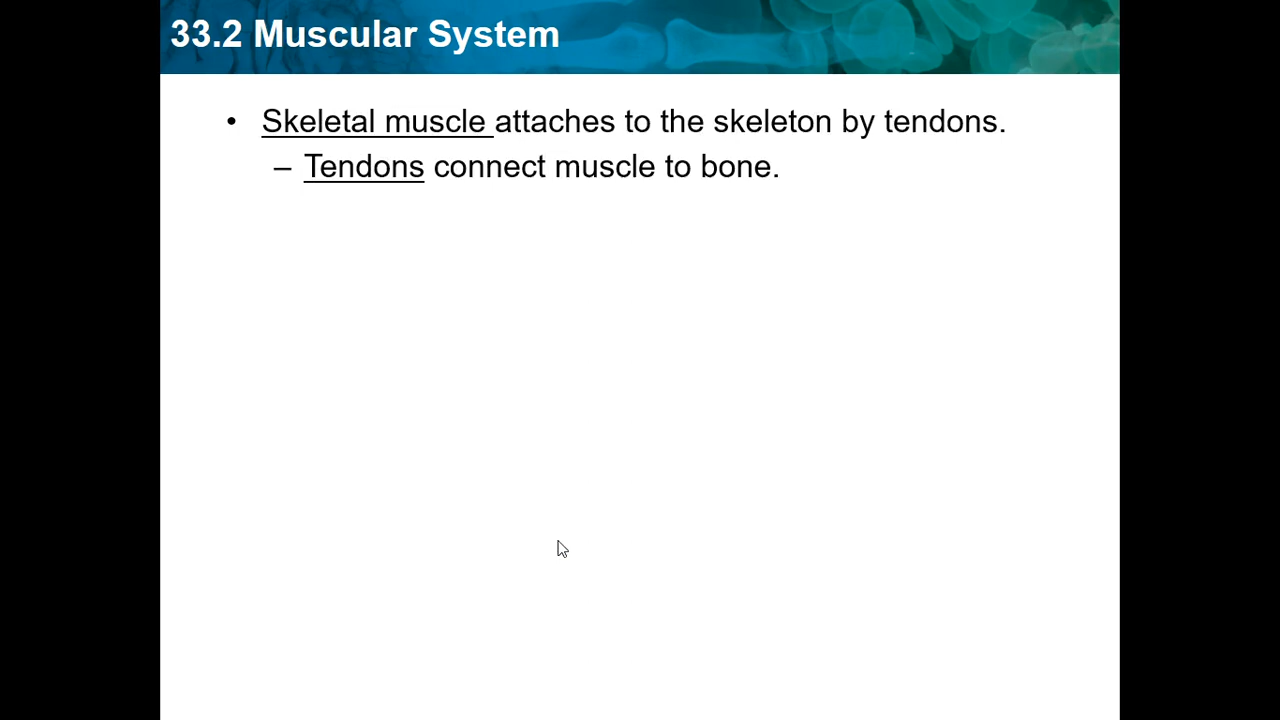 33.2 Muscular System
• Skeletal muscle attaches to the skeleton by tendons.
– Tendons connect muscle to bone.